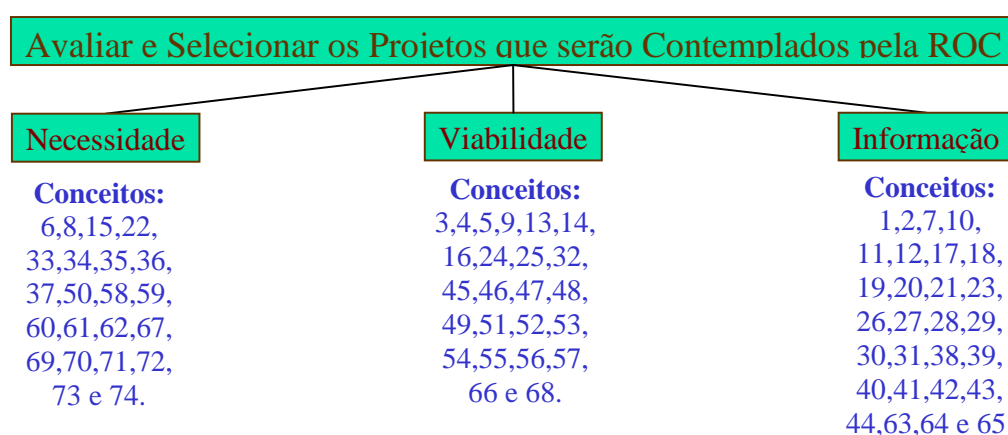 Avaliar e Selecionar os Projetos que serão Contemplados pela ROC
Necessidade
Conceitos:
6,8,15,22,
33,34,35,36,
37,50,58,59,
60,61,62,67,
69,70,71,72,
73 e 74.
Viabilidade
Conceitos:
3,4,5,9,13,14,
16,24,25,32,
45,46,47,48,
49,51,52,53,
54,55,56,57,
66 e 68.
Informação
Conceitos:
1,2,7,10,
11,12,17,18,
19,20,21,23,
26,27,28,29,
30,31,38,39,
40,41,42,43,
44,63,64 e 65